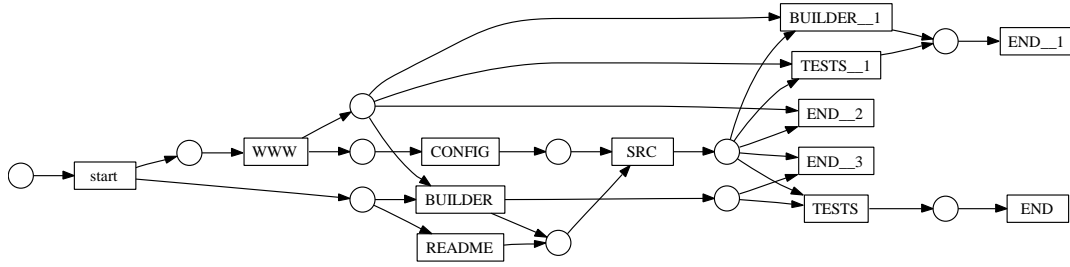 BUILDER__1
END__1
TESTS__1
END__2
WWW
CONFIG
SRC
END__3
start
BUILDER
TESTS
END
README